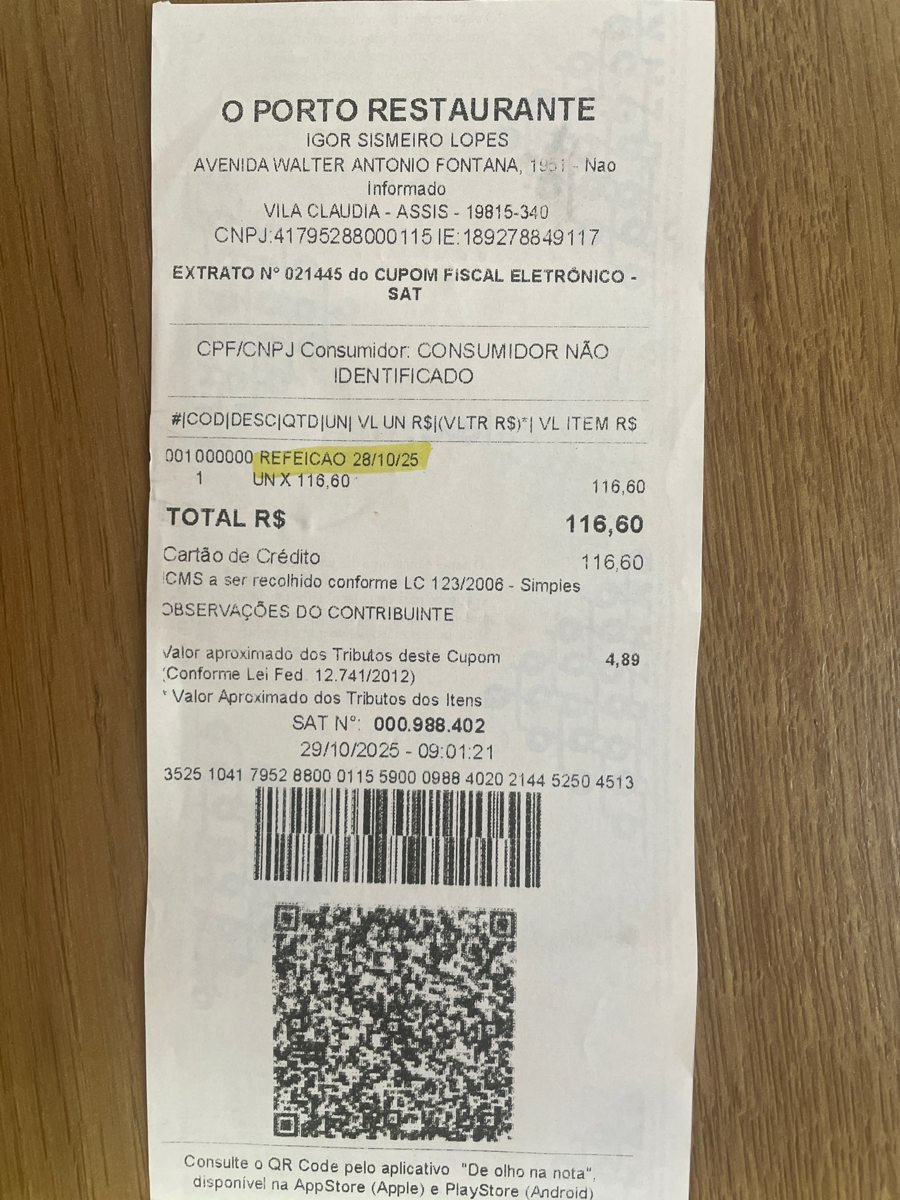 O PORTO RESTAURANTE
IGOR SISMEIRO LOPES
AVENIDA WALTER ANTONIO FONTANA, 1951 - Nao
Informado
VILA CLAUDIA - ASSIS - 19815-340
CNPJ:41795288000115 IE:189278849117
EXTRATO Nº 021445 do CUPOM FISCAL ELETRÔNICO -
SAT
CPF/CNPJ Consumidor: CONSUMIDOR NÃO
IDENTIFICADO
#|COD|DESC|QTD|UN| VL UN R$|(VLTR R$)*| VL ITEM R$
001 000000 REFEICAO 28/10/25
1 UN X 116,60 116,60
TOTAL R$ 116,60
Cartão de Crédito 116,60
ICMS a ser recolhido conforme LC 123/2006 - Simples
OBSERVAÇÕES DO CONTRIBUINTE
Valor aproximado dos Tributos deste Cupom 4,89
(Conforme Lei Fed. 12.741/2012)
* Valor Aproximado dos Tributos dos Itens
SAT Nº: 000.988.402
29/10/2025 - 09:01:21
3525 1041 7952 8800 0115 5900 0988 4020 2144 5250 4513
Consulte o QR Code pelo aplicativo "De olho na nota",
disponível na AppStore (Apple) e PlayStore (Android)